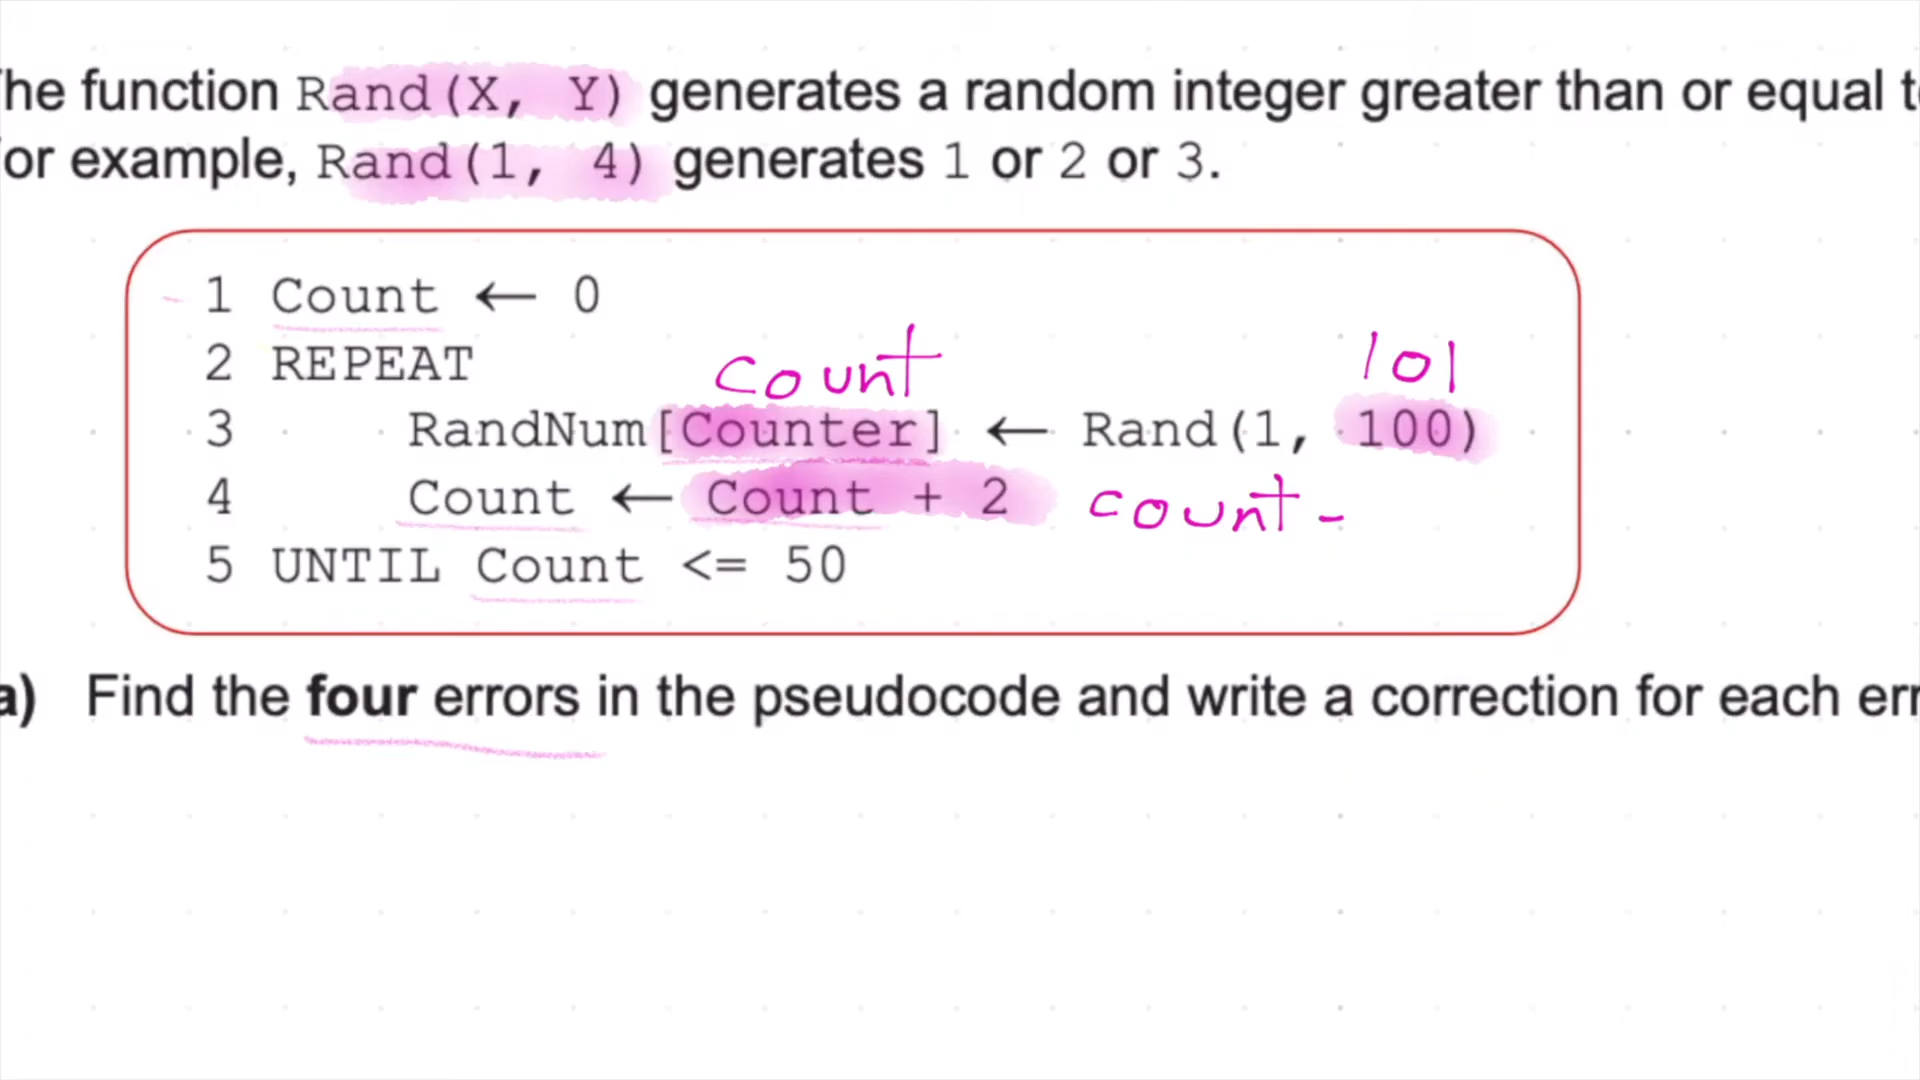 he function Rand(X, Y) generates a random integer greater than or equal t
or example, Rand(1, 4) generates 1 or 2 or 3.
1 Count ← 0
2 REPEAT
count 101
3 RandNum[Counter] ← Rand(1, 100)
4 Count ← Count + 2 count -
5 UNTIL Count <= 50
a) Find the four errors in the pseudocode and write a correction for each err